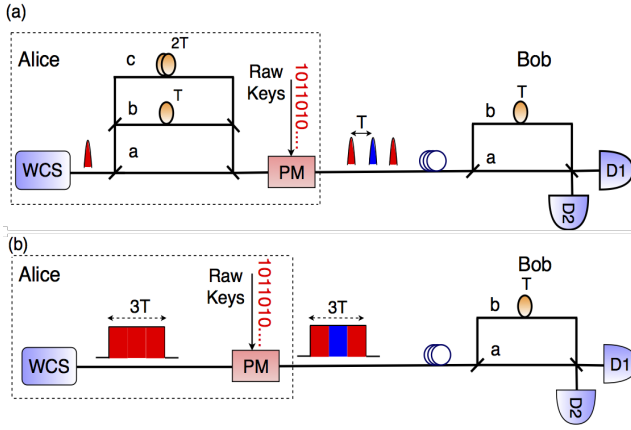 (a)
Alice
c
2T
b
T
a
WCS
Raw
Keys
1011010.....
PM
T
Bob
T
b
a
D1
D2
(b)
Alice
3T
WCS
Raw
Keys
1011010.....
PM
3T
Bob
T
b
a
D1
D2